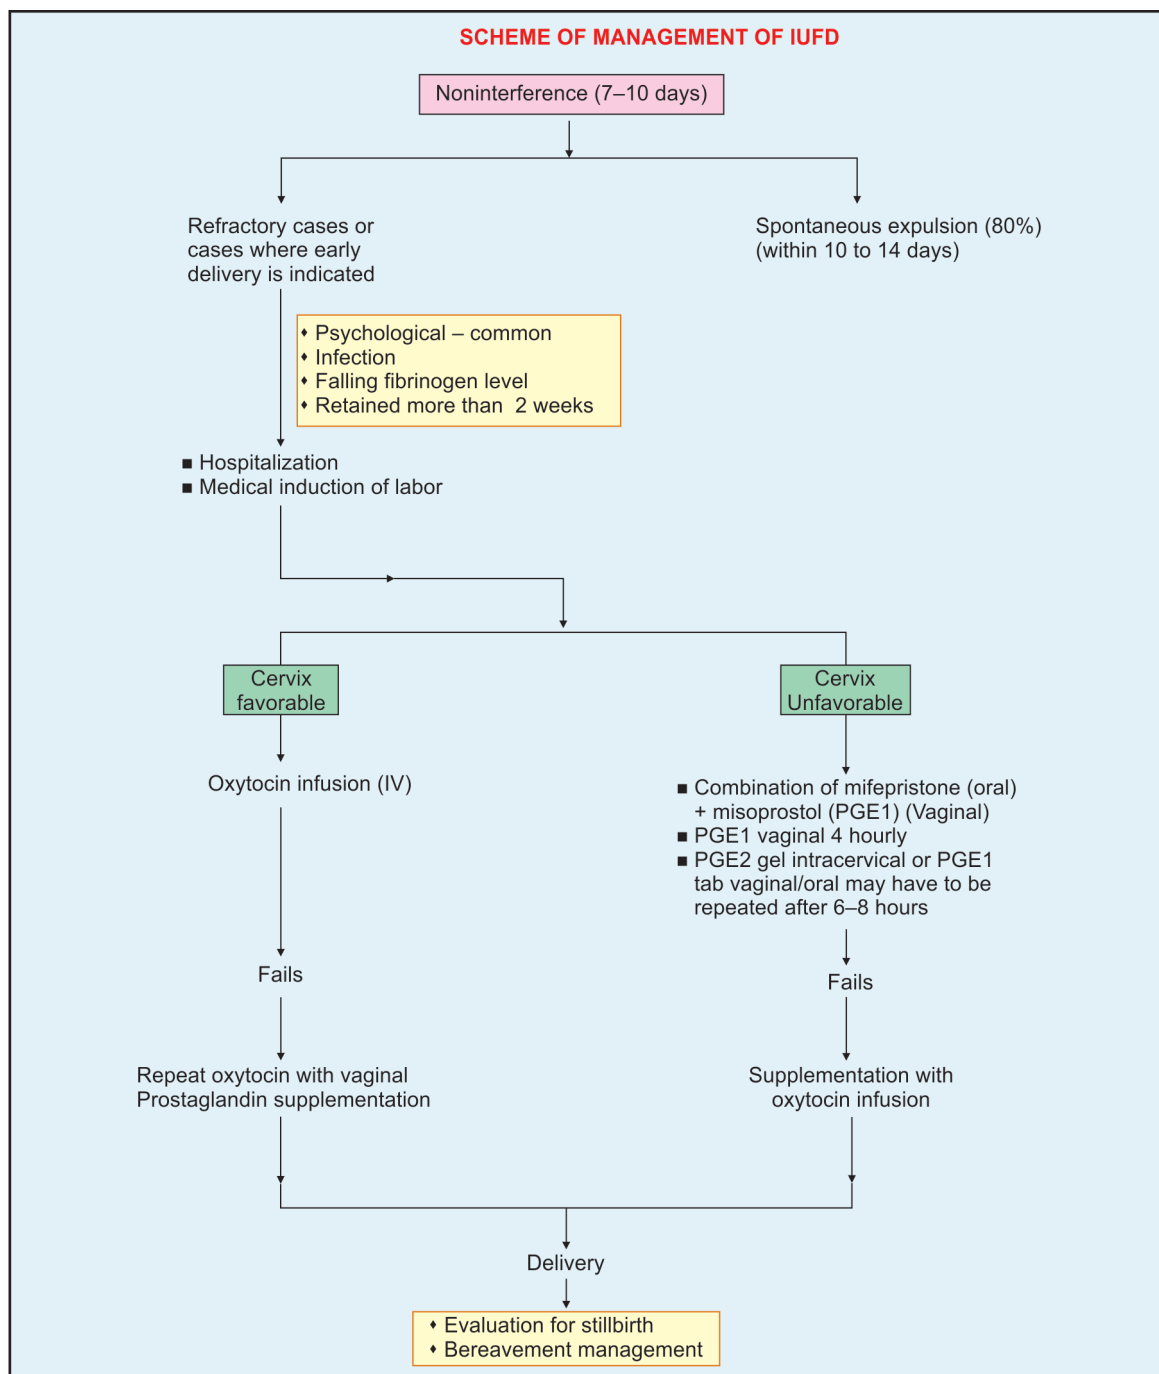 SCHEME OF MANAGEMENT OF IUFD
Noninterference (7–10 days)
Refractory cases or
cases where early
delivery is indicated
Spontaneous expulsion (80%)
(within 10 to 14 days)
♦ Psychological – common
♦ Infection
♦ Falling fibrinogen level
♦ Retained more than 2 weeks
■ Hospitalization
■ Medical induction of labor
Cervix
favorable
Cervix
Unfavorable
Oxytocin infusion (IV)
■ Combination of mifepristone (oral)
+ misoprostol (PGE1) (Vaginal)
■ PGE1 vaginal 4 hourly
■ PGE2 gel intracervical or PGE1
tab vaginal/oral may have to be
repeated after 6–8 hours
Fails
Fails
Repeat oxytocin with vaginal
Prostaglandin supplementation
Supplementation with
oxytocin infusion
Delivery
♦ Evaluation for stillbirth
♦ Bereavement management